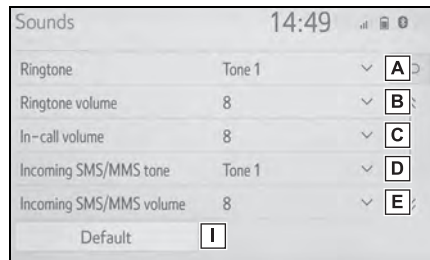 Sounds 14:49
Ringtone Tone 1 A
Ringtone volume 8 B
In-call volume 8 C
Incoming SMS/MMS tone Tone 1 D
Incoming SMS/MMS volume 8 E
Default I